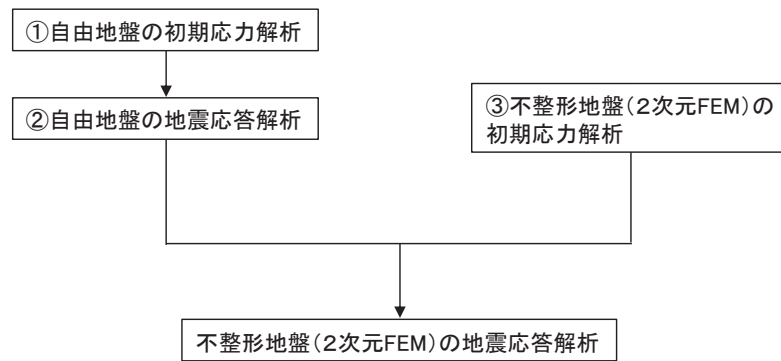 ①自由地盤の初期応力解析
②自由地盤の地震応答解析
③不整形地盤(2次元FEM)の
初期応力解析
不整形地盤(2次元FEM)の地震応答解析